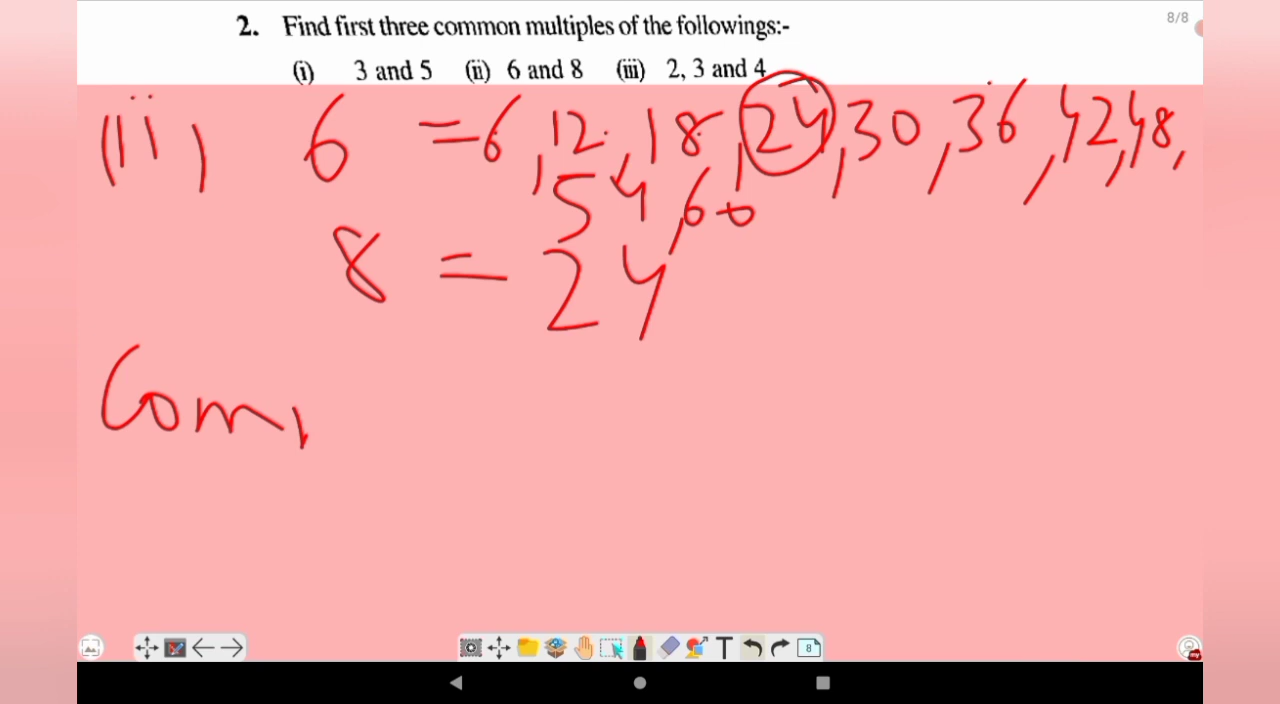 8/8
2. Find first three common multiples of the followings:-
(i) 3 and 5 (ii) 6 and 8 (iii) 2, 3 and 4
(ii) 6 = 6, 12, 18, 24, 30, 36, 42, 48,
54, 60
8 = 24
Com
T 8